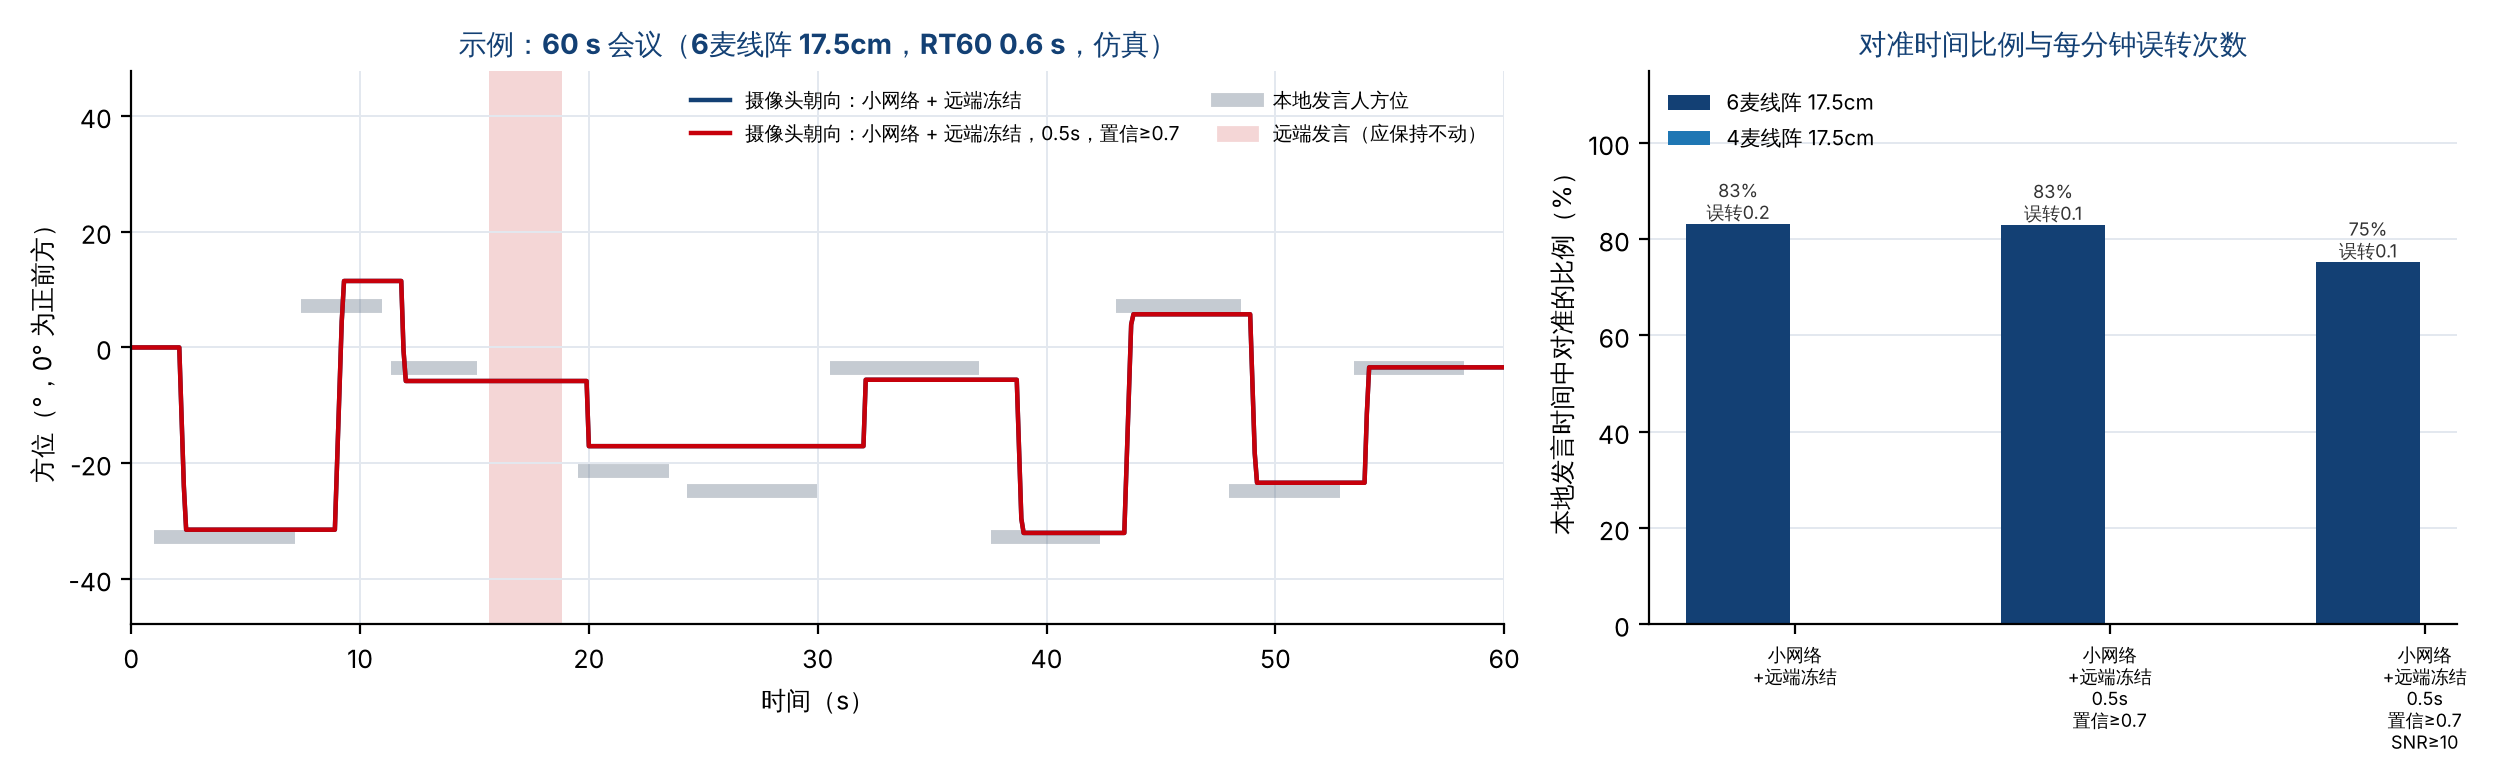 示例：60 s 会议（6麦线阵 17.5cm，RT60 0.6 s，仿真）
摄像头朝向：小网络 + 远端冻结
摄像头朝向：小网络 + 远端冻结，0.5s，置信≥0.7
本地发言人方位
远端发言（应保持不动）
方位（°，0° 为正前方）
40
20
0
-20
-40
0
10
20
30
40
50
60
时间（s）
对准时间比例与每分钟误转次数
6麦线阵 17.5cm
4麦线阵 17.5cm
本地发言时间中对准的比例（%）
100
80
60
40
20
0
83%
误转0.2
83%
误转0.1
75%
误转0.1
小网络
+远端冻结
小网络
+远端冻结
0.5s
置信≥0.7
小网络
+远端冻结
0.5s
置信≥0.7
SNR≥10